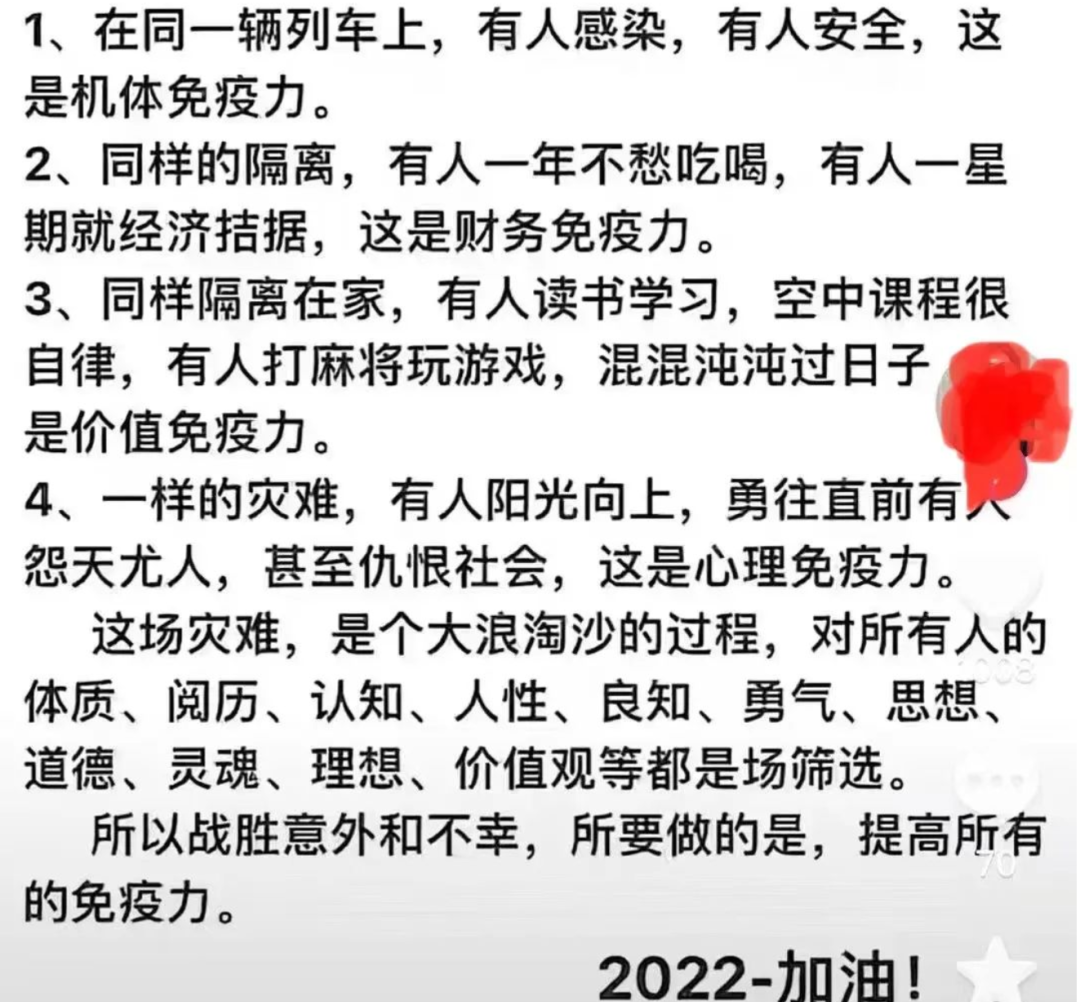 1、在同一辆列车上，有人感染，有人安全，这
是机体免疫力。
2、同样的隔离，有人一年不愁吃喝，有人一星
期就经济拮据，这是财务免疫力。
3、同样隔离在家，有人读书学习，空中课程很
自律，有人打麻将玩游戏，混混沌沌过日子
是价值免疫力。
4、一样的灾难，有人阳光向上，勇往直前有人
怨天尤人，甚至仇恨社会，这是心理免疫力。
这场灾难，是个大浪淘沙的过程，对所有人的
1008
体质、阅历、认知、人性、良知、勇气、思想、
道德、灵魂、理想、价值观等都是场筛选。
所以战胜意外和不幸，所要做的是，提高所有
70
的免疫力。
2022-加油！